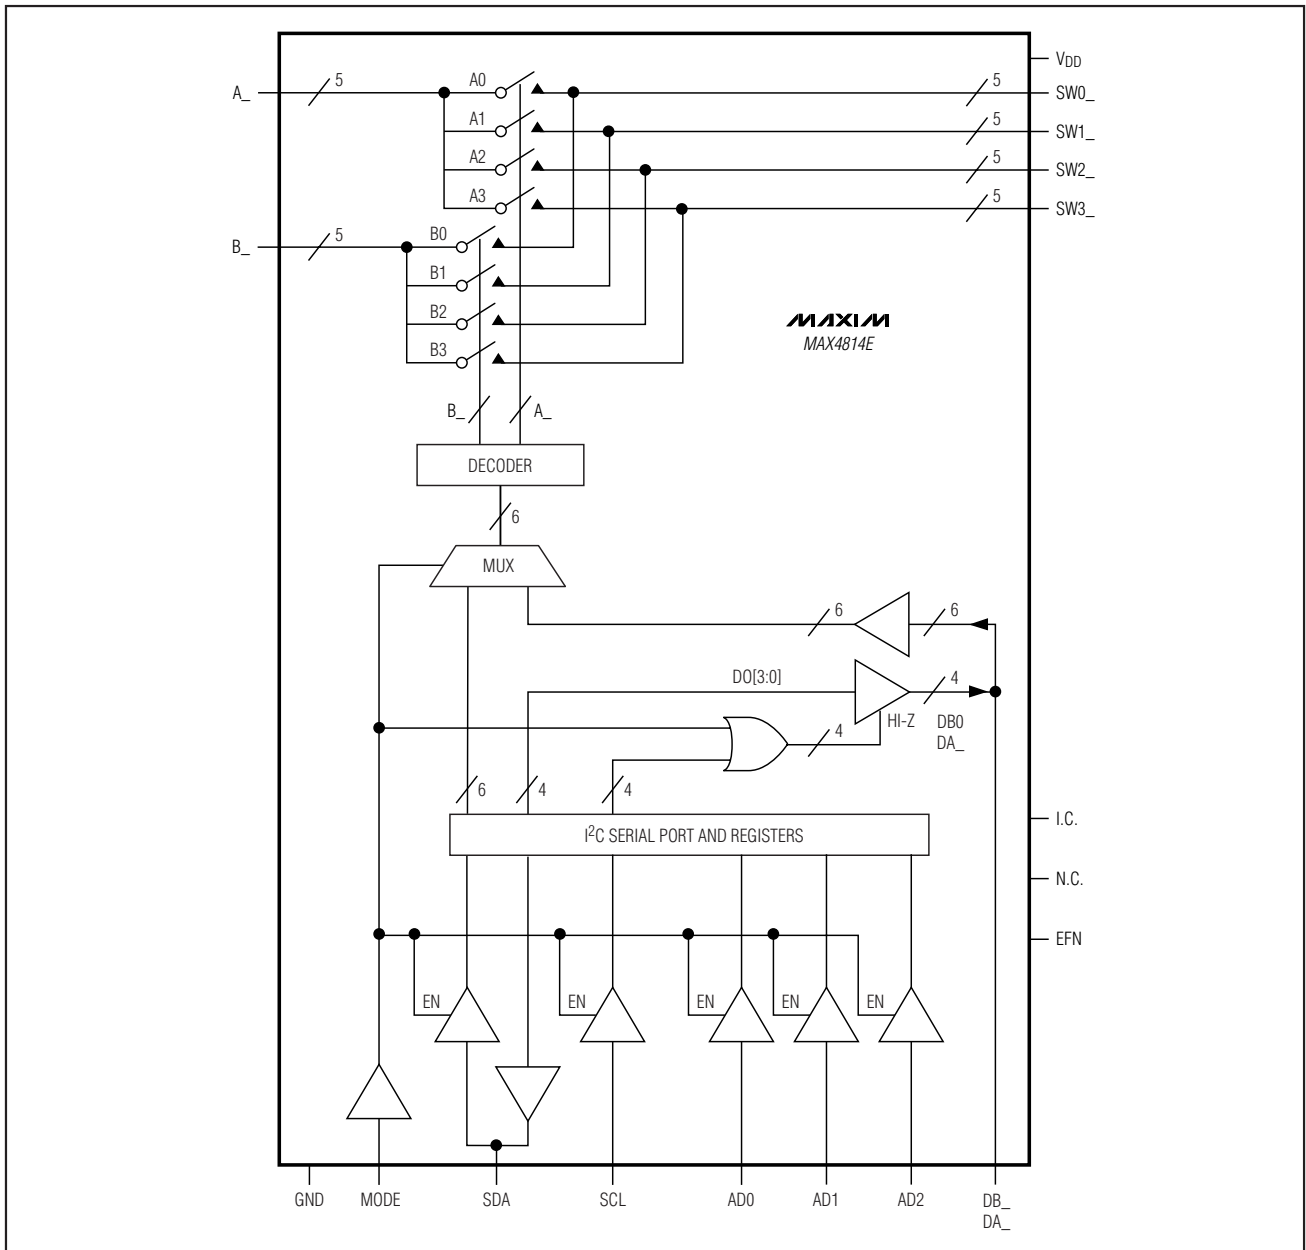 VDD
A_ 5 A0 5 SW0_
A1 5 SW1_
A2 5 SW2_
A3 5 SW3_
B_ 5 B0
B1
B2
B3
MAXIM
MAX4814E
B_ A_
DECODER
6
MUX
6 6
DO[3:0] 4
HI-Z DB0
DA_
4
6 4 4
I.C.
I2C SERIAL PORT AND REGISTERS
N.C.
EFN
EN EN EN EN EN
GND MODE SDA SCL AD0 AD1 AD2 DB_
DA_